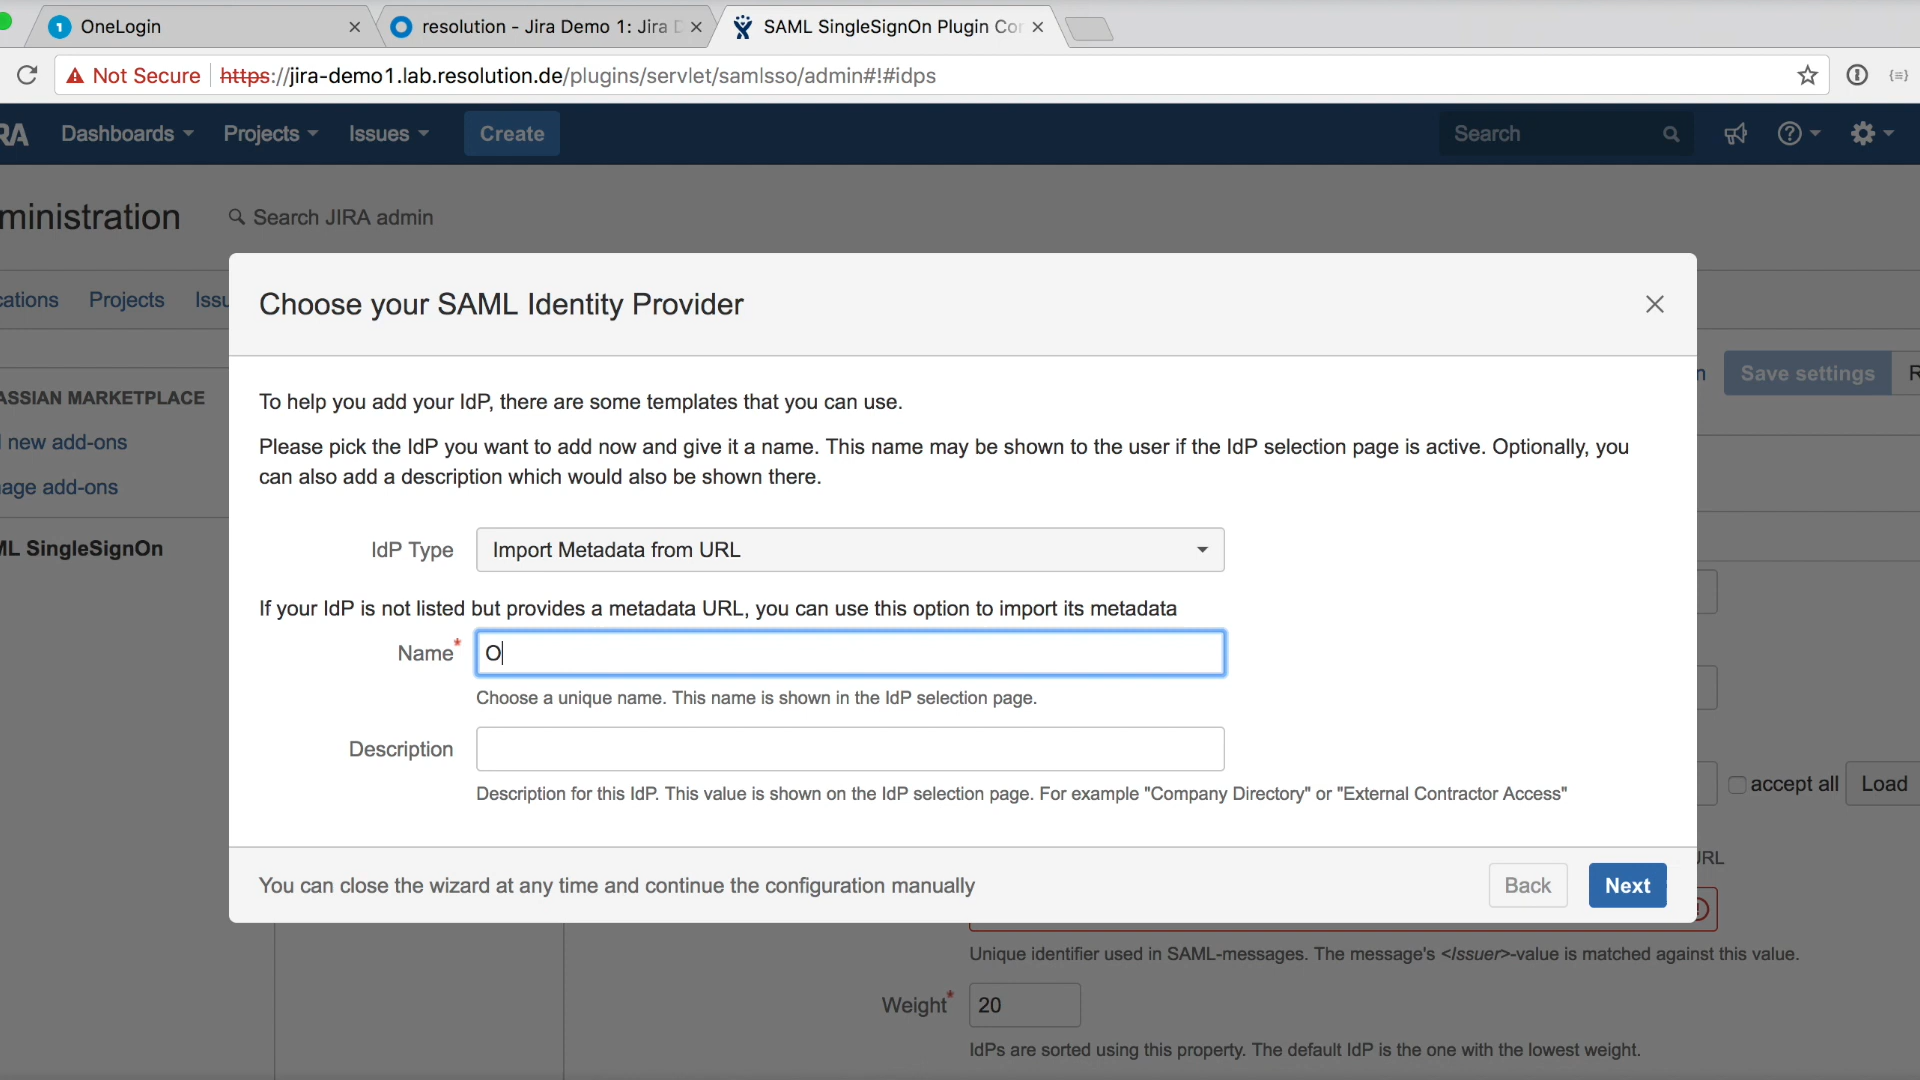 OneLogin
resolution - Jira Demo 1: Jira
SAML SingleSignOn Plugin Co
Not Secure https://jira-demo1.lab.resolution.de/plugins/servlet/samlsso/admin#!#idps
RA Dashboards Projects Issues Create Search
ministration Search JIRA admin
cations Projects Issu
Choose your SAML Identity Provider
ASSIAN MARKETPLACE
new add-ons
age add-ons
ML SingleSignOn
n Save settings R
To help you add your IdP, there are some templates that you can use.
Please pick the IdP you want to add now and give it a name. This name may be shown to the user if the IdP selection page is active. Optionally, you
can also add a description which would also be shown there.
IdP Type Import Metadata from URL
If your IdP is not listed but provides a metadata URL, you can use this option to import its metadata
Name* O
Choose a unique name. This name is shown in the IdP selection page.
Description
Description for this IdP. This value is shown on the IdP selection page. For example "Company Directory" or "External Contractor Access"
accept all Load
URL
You can close the wizard at any time and continue the configuration manually
Back Next
Unique identifier used in SAML-messages. The message's <Issuer>-value is matched against this value.
Weight* 20
IdPs are sorted using this property. The default IdP is the one with the lowest weight.